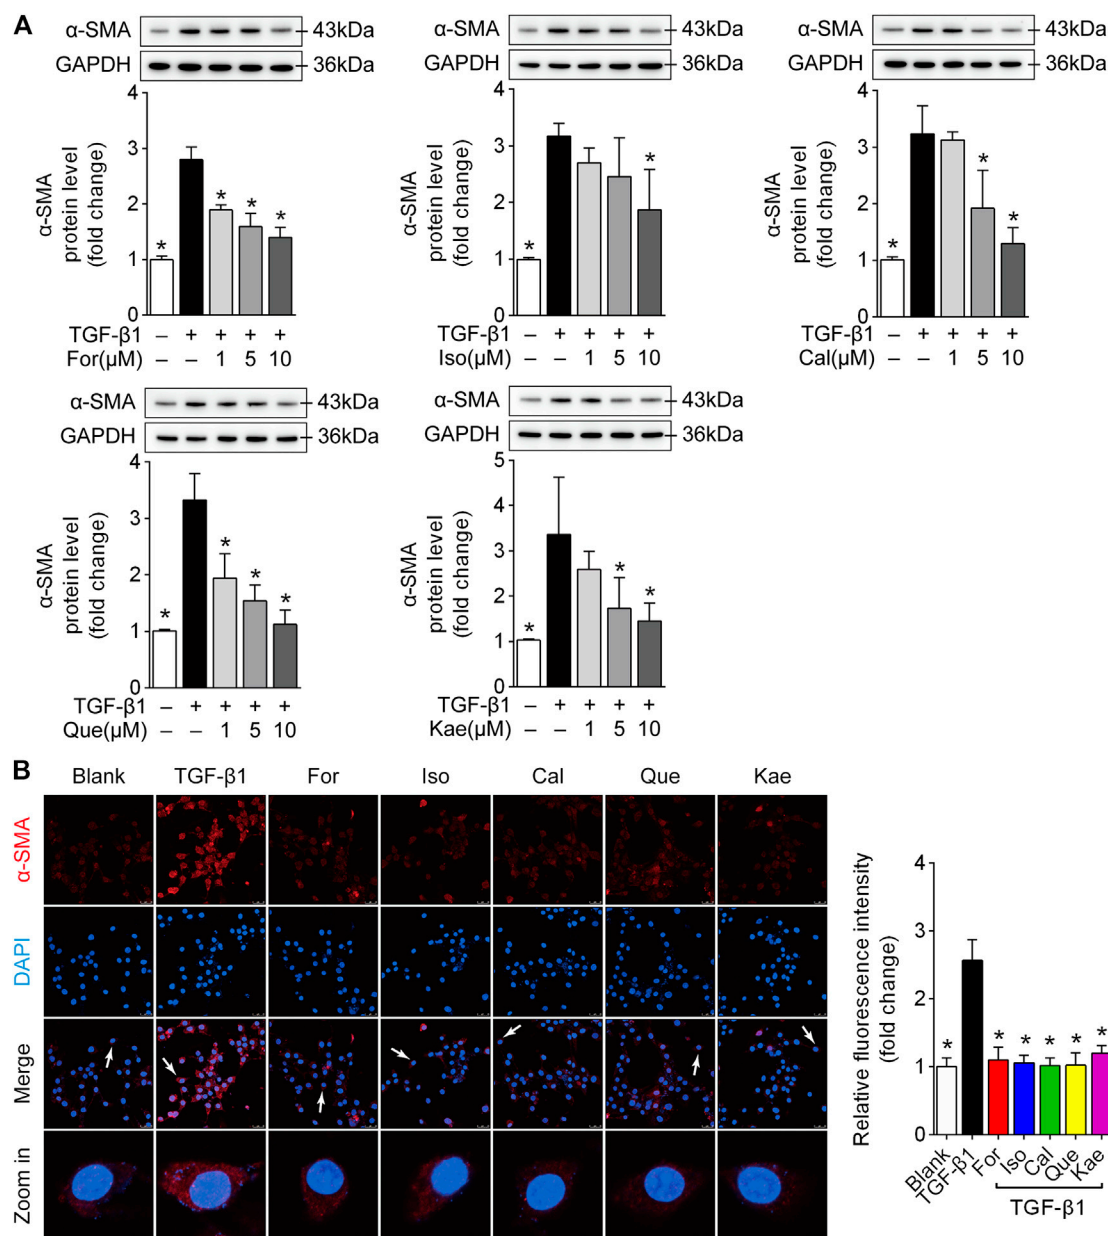 A
α-SMA
43kDa
GAPDH
36kDa
α-SMA
protein level
(fold change)
4
3
2
1
0
*
*
*
*
TGF-β1 – + + + +
For(μM) – – 1 5 10
α-SMA
43kDa
GAPDH
36kDa
α-SMA
protein level
(fold change)
4
3
2
1
0
*
*
TGF-β1 – + + + +
Iso(μM) – – 1 5 10
α-SMA
43kDa
GAPDH
36kDa
α-SMA
protein level
(fold change)
4
3
2
1
0
*
*
*
TGF-β1 – + + + +
Cal(μM) – – 1 5 10
α-SMA
43kDa
GAPDH
36kDa
α-SMA
protein level
(fold change)
4
3
2
1
0
*
*
*
*
TGF-β1 – + + + +
Que(μM) – – 1 5 10
α-SMA
43kDa
GAPDH
36kDa
α-SMA
protein level
(fold change)
5
4
3
2
1
0
*
*
*
TGF-β1 – + + + +
Kae(μM) – – 1 5 10
B
Blank TGF-β1 For Iso Cal Que Kae
α-SMA
DAPI
Merge
Zoom in
Relative fluorescence intensity
(fold change)
4
3
2
1
0
* * * * * *
Blank
TGF-β1
For
Iso
Cal
Que
Kae
TGF-β1